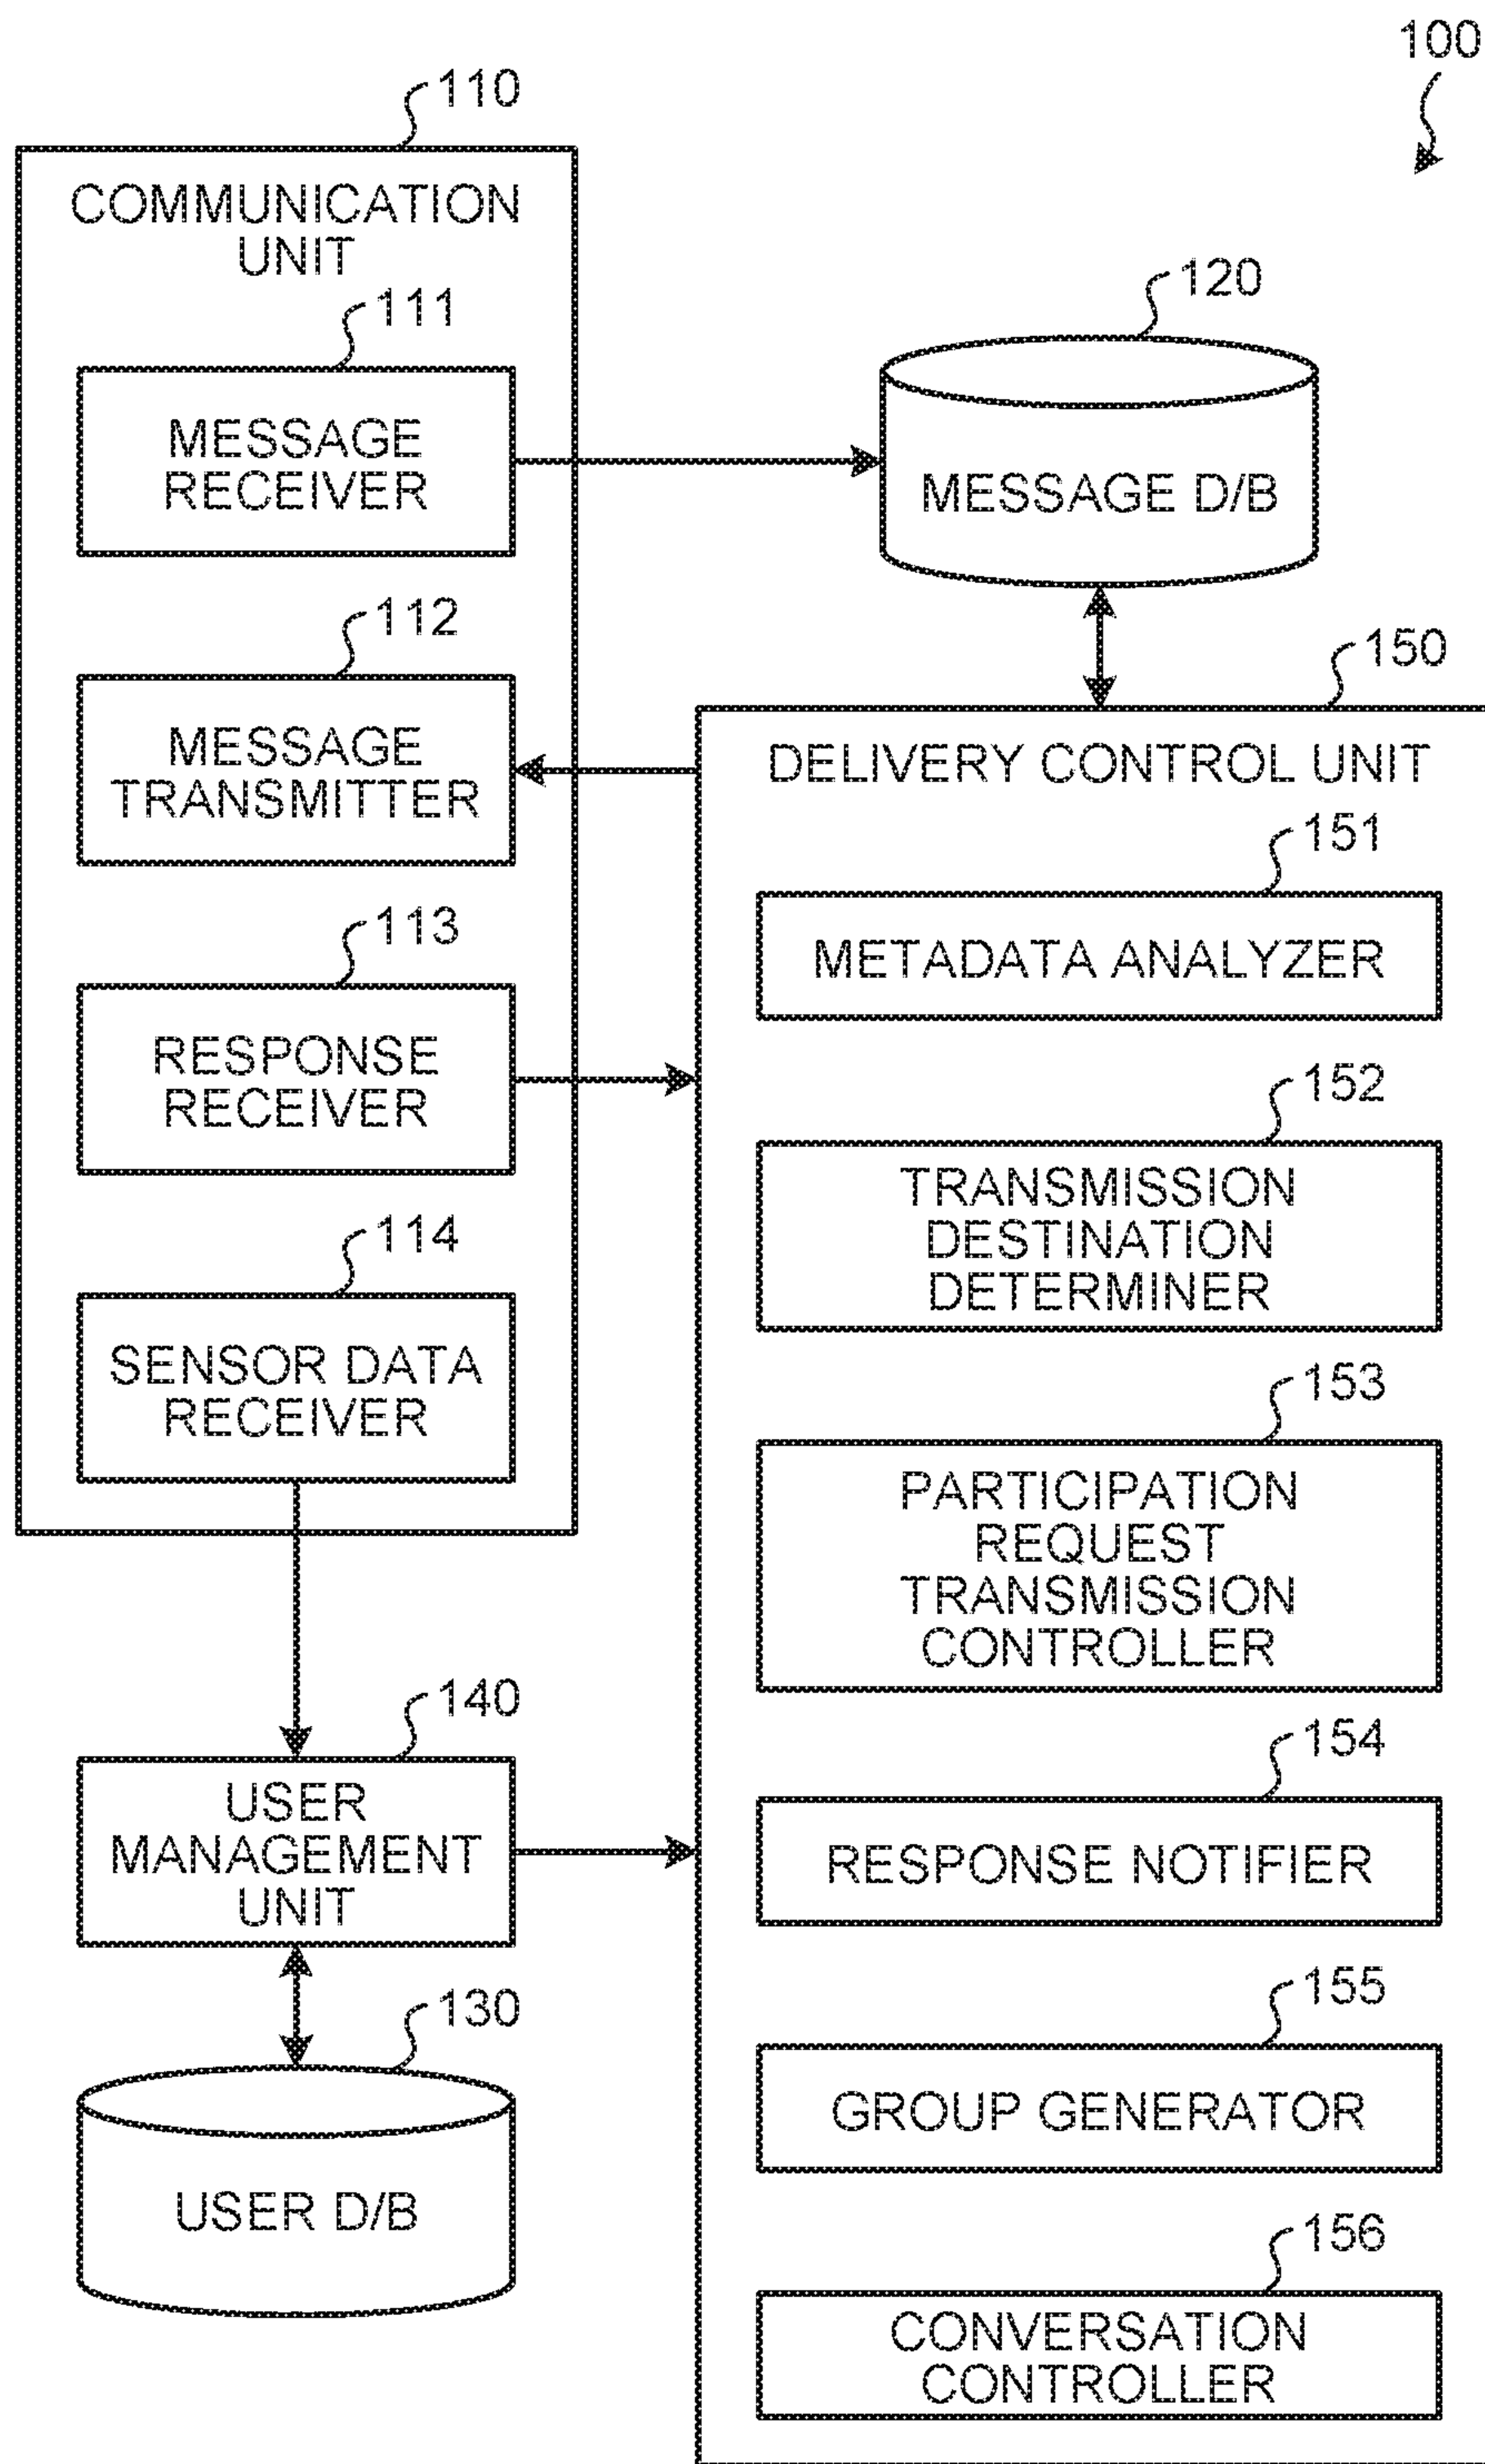 100
110
COMMUNICATION
UNIT
111
MESSAGE
RECEIVER
120
MESSAGE D/B
112
MESSAGE
TRANSMITTER
113
RESPONSE
RECEIVER
114
SENSOR DATA
RECEIVER
140
USER
MANAGEMENT
UNIT
130
USER D/B
150
DELIVERY CONTROL UNIT
151
METADATA ANALYZER
152
TRANSMISSION
DESTINATION
DETERMINER
153
PARTICIPATION
REQUEST
TRANSMISSION
CONTROLLER
154
RESPONSE NOTIFIER
155
GROUP GENERATOR
156
CONVERSATION
CONTROLLER